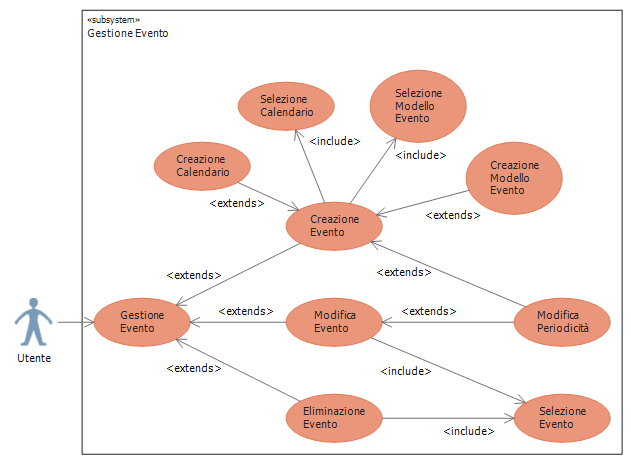 «subsystem»
Gestione Evento
Selezione
Calendario
Selezione
Modello
Evento
<include>
<include>
Creazione
Calendario
Creazione
Modello
Evento
<extends>
<extends>
Creazione
Evento
<extends>
<extends>
Gestione
Evento
<extends>
Modifica
Evento
<extends>
Modifica
Periodicità
Utente
<extends>
<include>
Eliminazione
Evento
<include>
Selezione
Evento